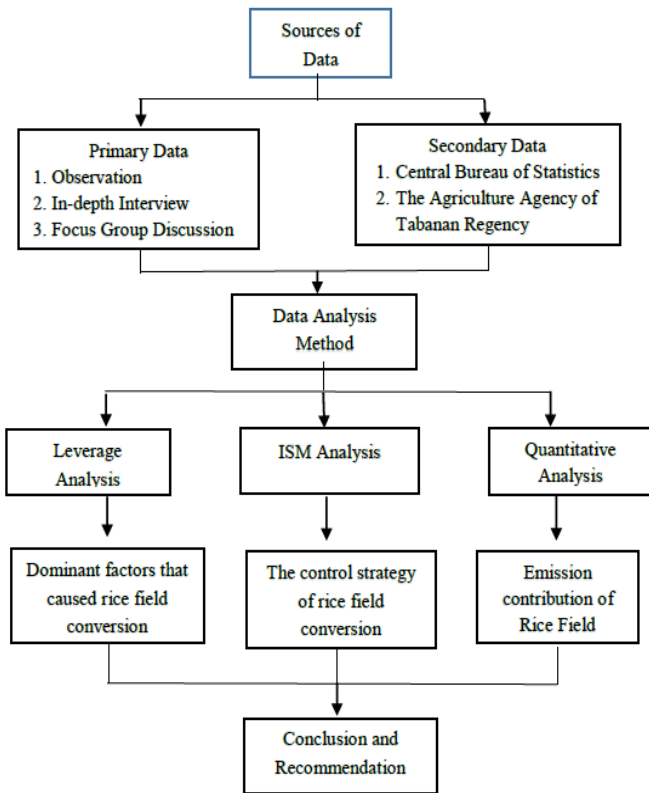 Sources of
Data
Primary Data
1. Observation
2. In-depth Interview
3. Focus Group Discussion
Secondary Data
1. Central Bureau of Statistics
2. The Agriculture Agency of
Tabanan Regency
Data Analysis
Method
Leverage
Analysis
ISM Analysis
Quantitative
Analysis
Dominant factors that
caused rice field
conversion
The control strategy
of rice field
conversion
Emission
contribution of
Rice Field
Conclusion and
Recommendation